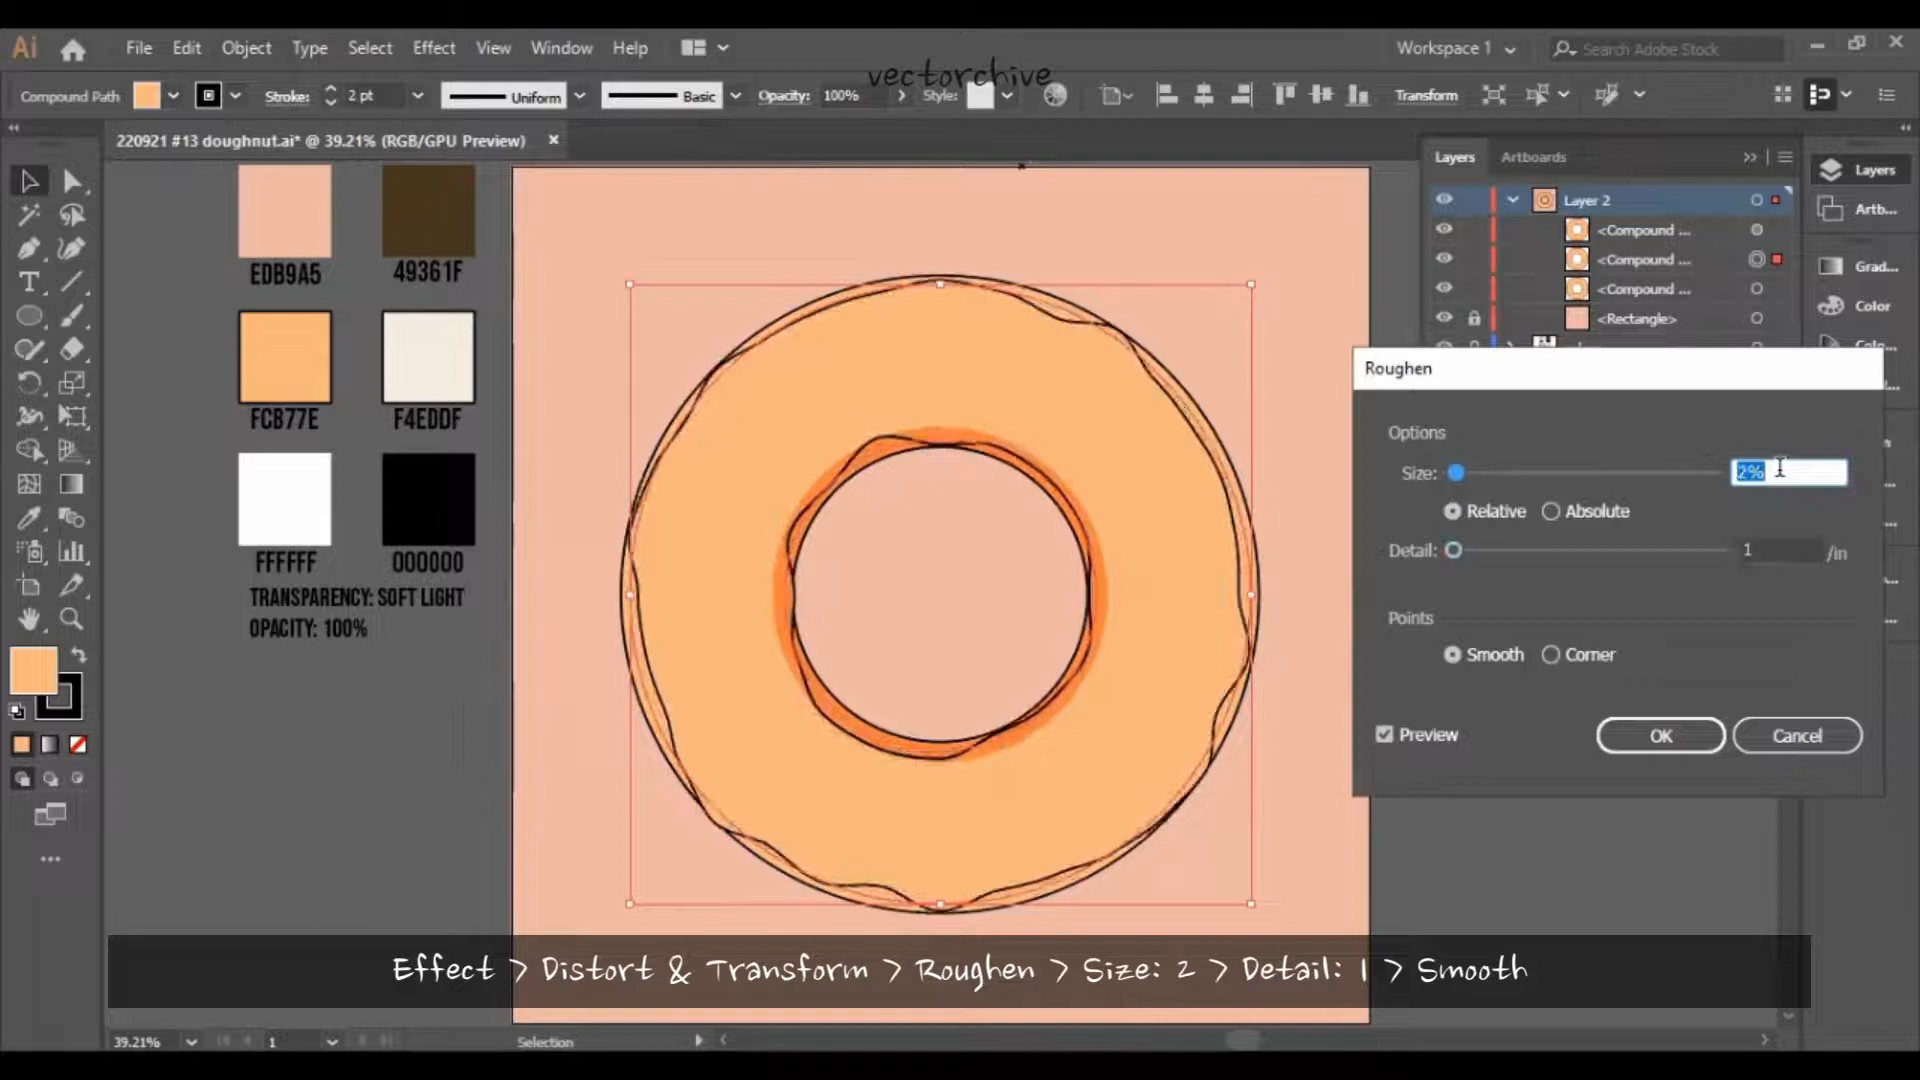 vectorchive
Ai File Edit Object Type Select Effect View Window Help Workspace 1 Search Adobe Stock
Compound Path Stroke: 2 pt Uniform Basic Opacity: 100% Style: Transform
220921 #13 doughnut.ai* @ 39.21% (RGB/GPU Preview) ×
Layers Artboards
Layer 2
<Compound ...
<Compound ...
<Compound ...
<Rectangle>
Layers
Artb...
Grad...
Color
Colo...
EDB9A5 49361F
FCB77E F4EDDF
FFFFFF 000000
TRANSPARENCY: SOFT LIGHT
OPACITY: 100%
Roughen
Options
Size: 2%
Relative Absolute
Detail: 1 /in
Points
Smooth Corner
Preview OK Cancel
Effect > Distort & Transform > Roughen > Size: 2 > Detail: 1 > Smooth
39.21% 1 Selection